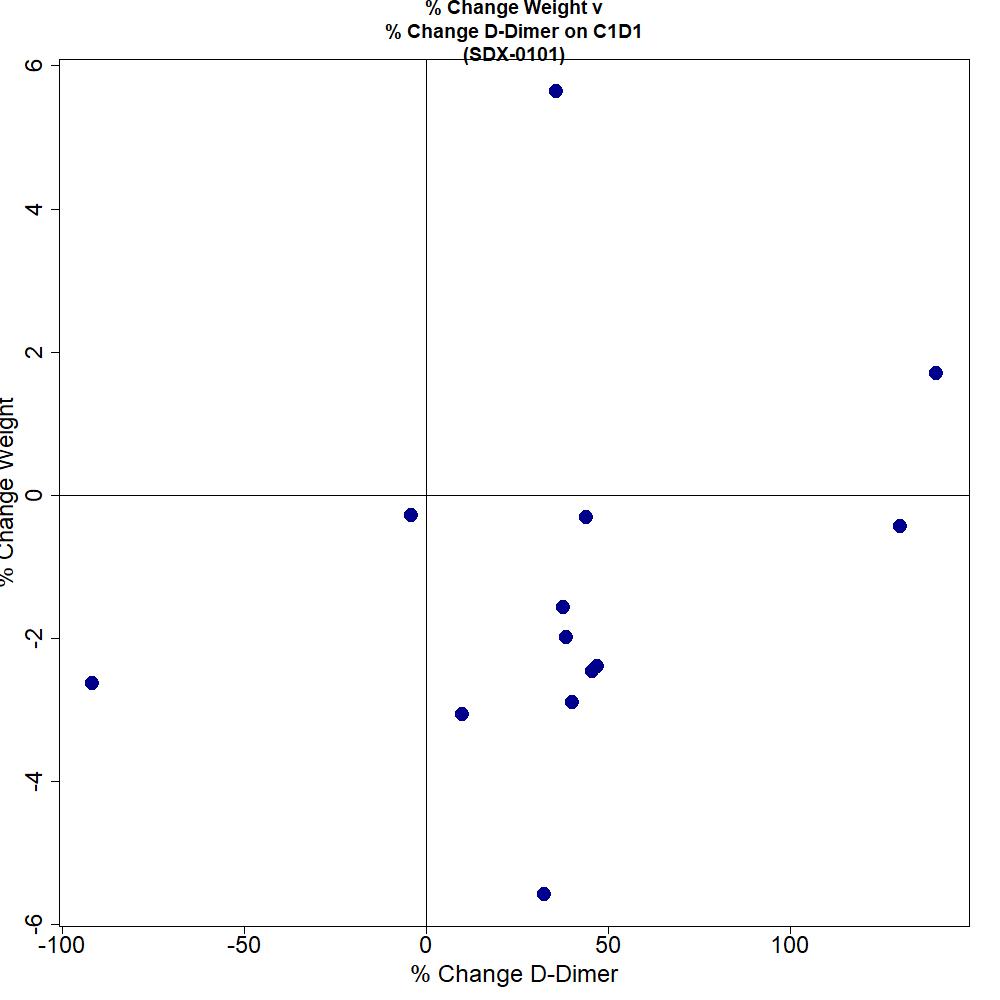 % Change Weight v
% Change D-Dimer on C1D1
(SDX-0101)
6
4
2
0
-2
-4
-6
% Change Weight
-100
-50
0
50
100
% Change D-Dimer